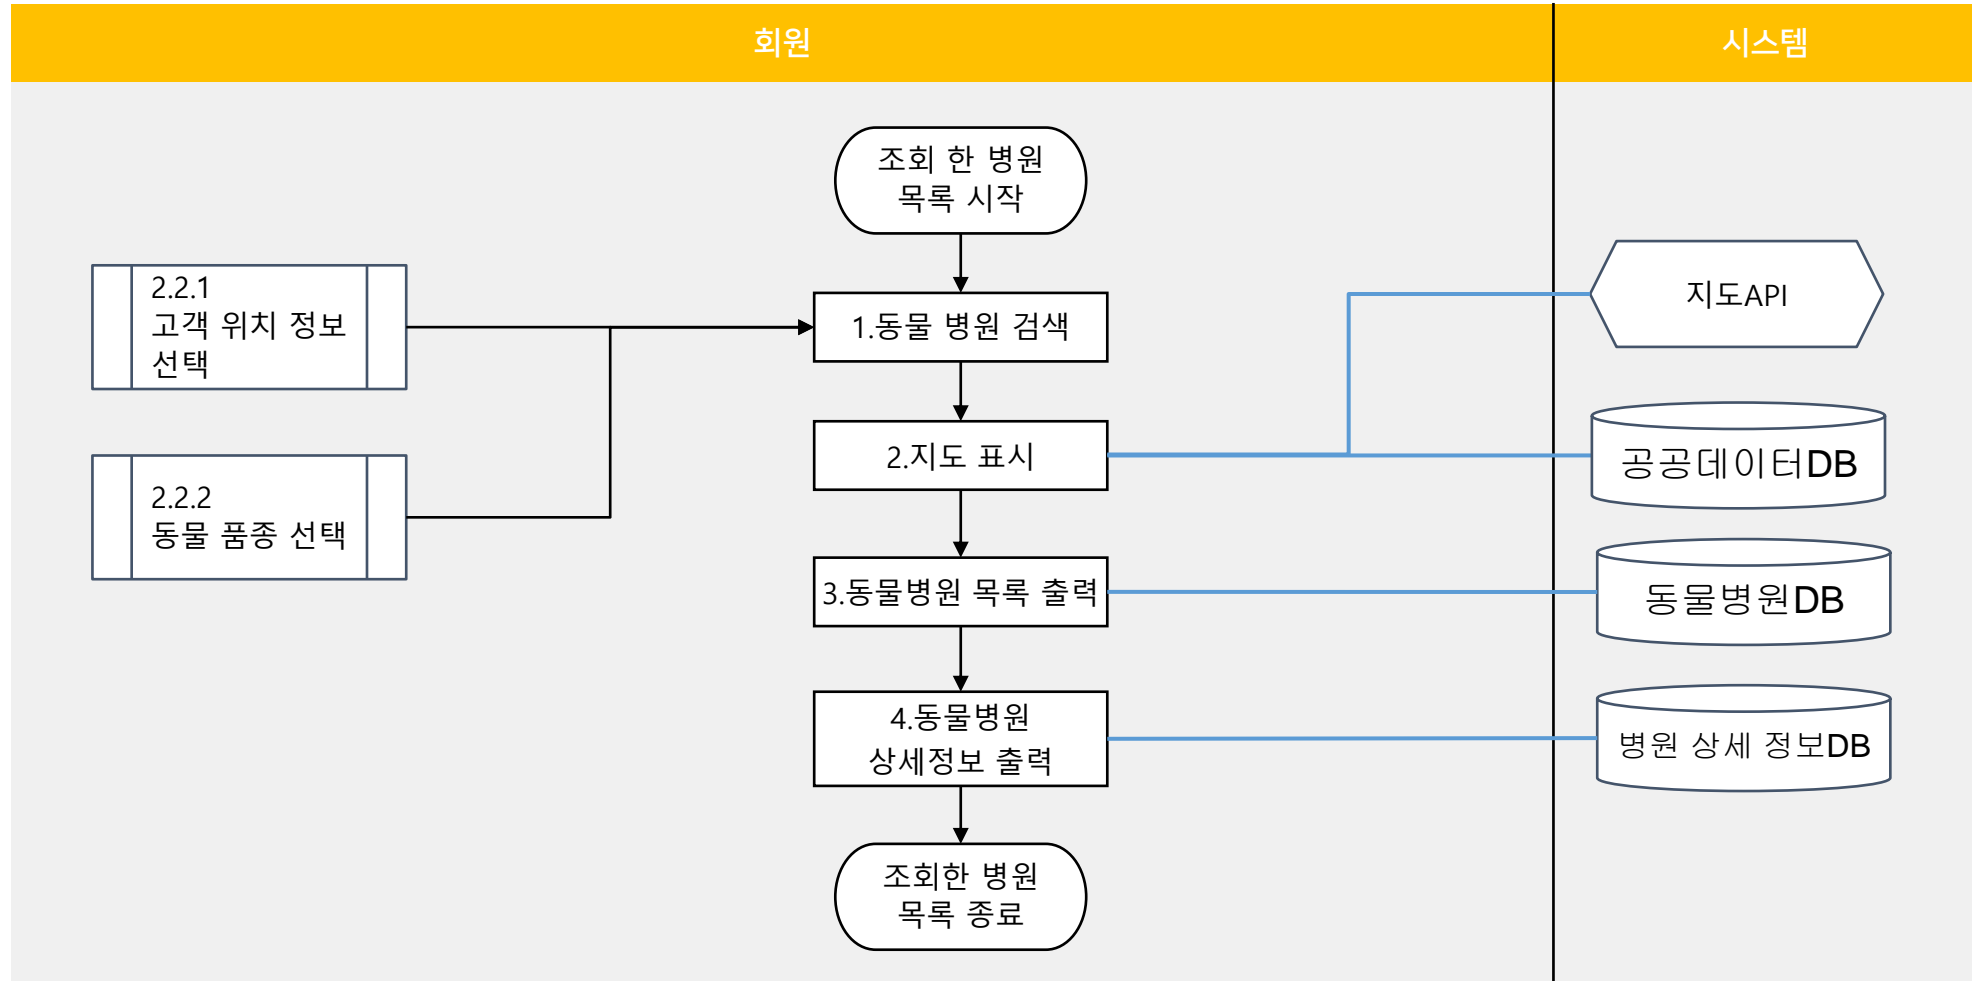 회원
시스템
조회 한 병원
목록 시작
2.2.1
고객 위치 정보
선택
1.동물 병원 검색
지도API
2.지도 표시
공공데이터DB
2.2.2
동물 품종 선택
3.동물병원 목록 출력
동물병원DB
4.동물병원
상세정보 출력
병원 상세 정보DB
조회한 병원
목록 종료